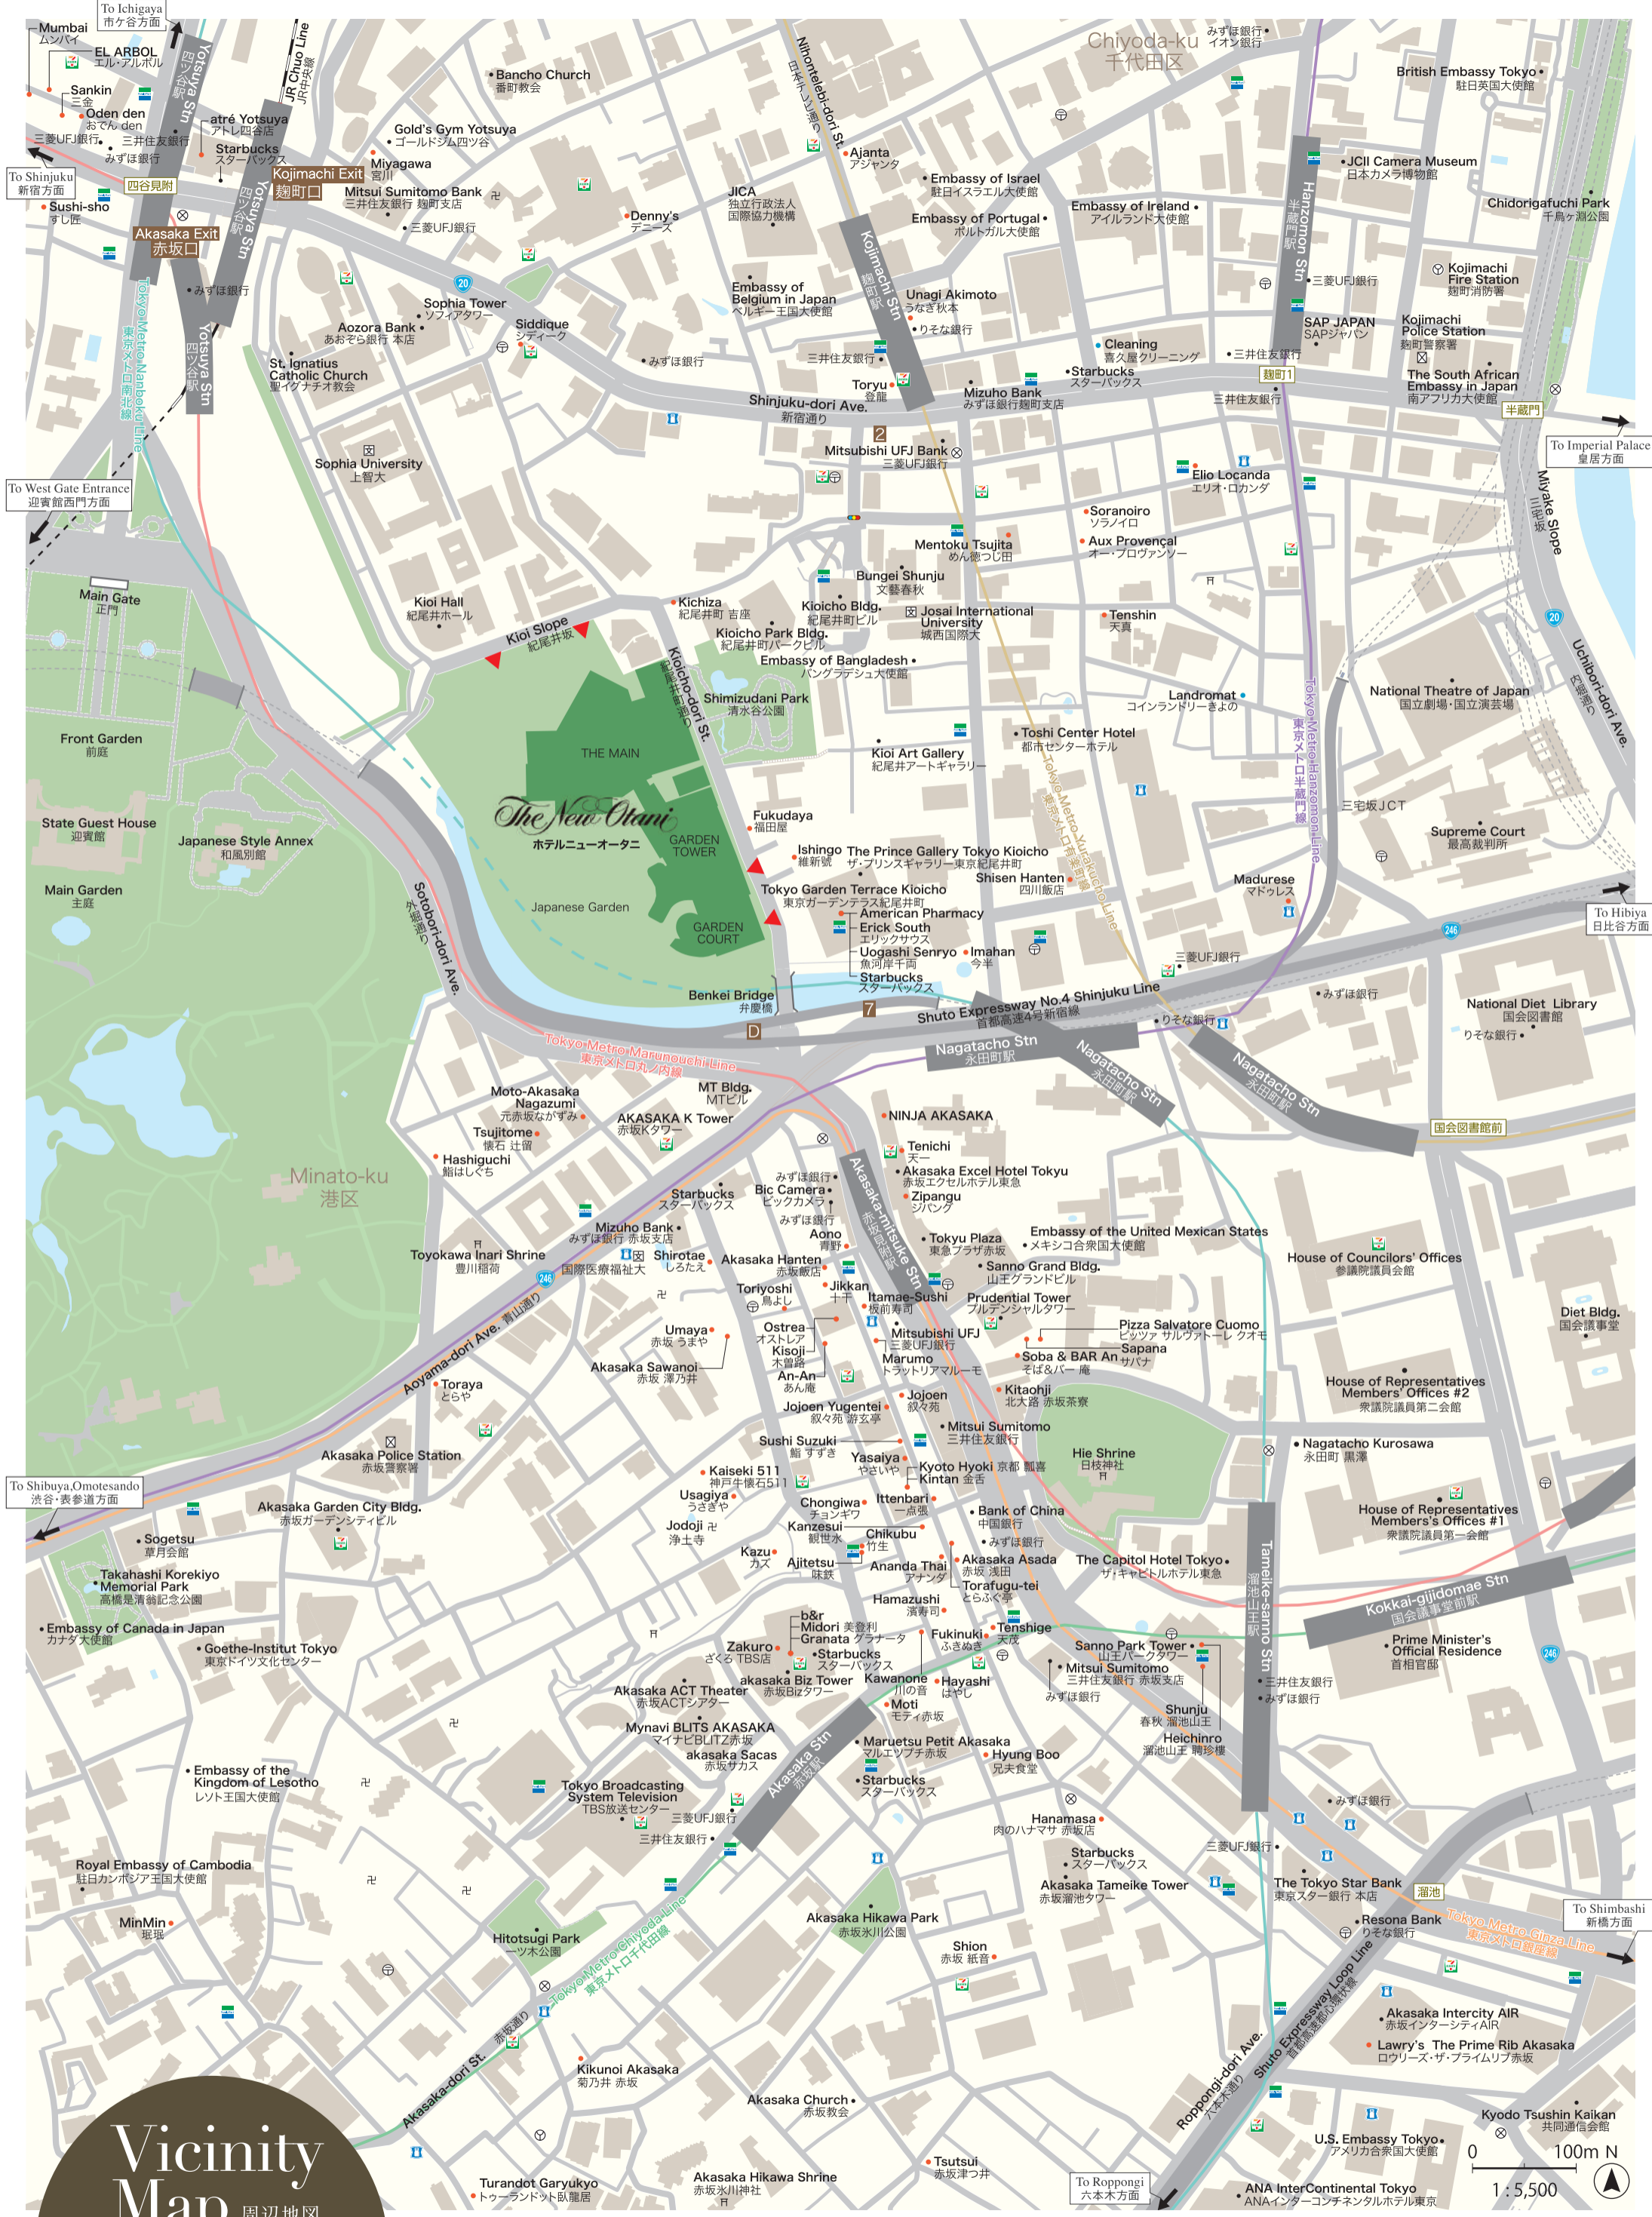 To Ichigaya
市ケ谷方面
Mumbai
ムンバイ
EL ARBOL
エル・アルボル
Sankin
三金
Oden den
おでん den
三菱UFJ銀行
みずほ銀行
三井住友銀行
Yotsuya Stn
四ツ谷駅
JR Chuo Line
JR中央線
atré Yotsuya
アトレ四谷店
Starbucks
スターバックス
To Shinjuku
新宿方面
四谷見附
Kojimachi Exit
麹町口
Sushi-sho
すし匠
Akasaka Exit
赤坂口
Yotsuya Stn
四ツ谷駅
みずほ銀行
Yotsuya Stn
四ツ谷駅
Tokyo Metro Nanboku Line
東京メトロ南北線
Bancho Church
番町教会
Gold's Gym Yotsuya
ゴールドジム四ツ谷
Miyagawa
宮川
Mitsui Sumitomo Bank
三井住友銀行 麹町支店
三菱UFJ銀行
Denny's
デニーズ
JICA
独立行政法人
国際協力機構
Nihonterebi-dori St.
日本テレビ通り
Ajanta
アジャンタ
Embassy of Israel
駐日イスラエル大使館
Embassy of Portugal
ポルトガル大使館
Chiyoda-ku
千代田区
みずほ銀行
イオン銀行
British Embassy Tokyo
駐日英国大使館
JCII Camera Museum
日本カメラ博物館
Chidorigafuchi Park
千鳥ヶ淵公園
Embassy of Ireland
アイルランド大使館
Hanzomon Stn
半蔵門駅
三菱UFJ銀行
Kojimachi
Fire Station
麹町消防署
Kojimachi Stn
麹町駅
Embassy of
Belgium in Japan
ベルギー王国大使館
Unagi Akimoto
うなぎ秋本
りそな銀行
三井住友銀行
Toryu
登龍
20
Sophia Tower
ソフィアタワー
Aozora Bank
あおぞら銀行 本店
Siddique
シディーク
みずほ銀行
St. Ignatius
Catholic Church
聖イグナチオ教会
Shinjuku-dori Ave.
新宿通り
Mizuho Bank
みずほ銀行麹町支店
Cleaning
喜久屋クリーニング
Starbucks
スターバックス
三井住友銀行
SAP JAPAN
SAPジャパン
Kojimachi
Police Station
麹町警察署
麹町1
三井住友銀行
The South African
Embassy in Japan
南アフリカ大使館
半蔵門
To Imperial Palace
皇居方面
2
Mitsubishi UFJ Bank
三菱UFJ銀行
Sophia University
上智大
To West Gate Entrance
迎賓館西門方面
Elio Locanda
エリオ・ロカンダ
Soranoiro
ソラノイロ
Aux Provençal
オー・プロヴァンソー
Miyake Slope
三宅坂
Mentoku Tsujita
めん徳つじ田
Bungei Shunju
文藝春秋
Kioicho Bldg.
紀尾井町ビル
Josai International
University
城西国際大
Tenshin
天真
Main Gate
正門
Kioi Hall
紀尾井ホール
Kioi Slope
紀尾井坂
Kichiza
紀尾井町 吉座
Kioicho Park Bldg.
紀尾井町パークビル
Embassy of Bangladesh
バングラデシュ大使館
20
Uchibori-dori Ave.
内堀通り
Kioicho-dori St.
紀尾井町通り
Shimizudani Park
清水谷公園
Landromat
コインランドリーきよの
National Theatre of Japan
国立劇場・国立演芸場
Tokyo Metro Hanzomon Line
東京メトロ半蔵門線
Front Garden
前庭
THE MAIN
Toshi Center Hotel
都市センターホテル
Kioi Art Gallery
紀尾井アートギャラリー
Tokyo Metro Yurakucho Line
東京メトロ有楽町線
三宅坂JCT
State Guest House
迎賓館
Japanese Style Annex
和風別館
The New Otani
ホテルニューオータニ
GARDEN
TOWER
Fukudaya
福田屋
Supreme Court
最高裁判所
Main Garden
主庭
Ishingo
維新號
The Prince Gallery Tokyo Kioicho
ザ・プリンスギャラリー東京紀尾井町
Shisen Hanten
四川飯店
Madurese
マドゥレス
Tokyo Garden Terrace Kioicho
東京ガーデンテラス紀尾井町
American Pharmacy
Erick South
エリックサウス
Uogashi Senryo
魚河岸千両
Imahan
今半
Starbucks
スターバックス
Japanese Garden
GARDEN
COURT
Sotobori-dori Ave.
外堀通り
To Hibiya
日比谷方面
246
三菱UFJ銀行
Benkei Bridge
弁慶橋
7
D
Shuto Expressway No.4 Shinjuku Line
首都高速4号新宿線
みずほ銀行
りそな銀行
National Diet Library
国会図書館
りそな銀行
Tokyo Metro Marunouchi Line
東京メトロ丸ノ内線
Nagatacho Stn
永田町駅
Nagatacho Stn
永田町駅
Nagatacho Stn
永田町駅
国会図書館前
MT Bldg.
MTビル
Moto-Akasaka
Nagazumi
元赤坂ながずみ
AKASAKA K Tower
赤坂Kタワー
Tsujitome
懐石 辻留
Hashiguchi
鮨はしぐち
NINJA AKASAKA
Tenichi
天一
Akasaka Excel Hotel Tokyu
赤坂エクセルホテル東急
Zipangu
ジパング
Minato-ku
港区
Starbucks
スターバックス
みずほ銀行
Bic Camera
ビックカメラ
みずほ銀行
Akasaka-mitsuke Stn
赤坂見附駅
Mizuho Bank
みずほ銀行 赤坂支店
Aono
青野
Tokyu Plaza
東急プラザ赤坂
Embassy of the United Mexican States
メキシコ合衆国大使館
Toyokawa Inari Shrine
豊川稲荷
国際医療福祉大
Shirotae
しろたえ
Akasaka Hanten
赤坂飯店
Sanno Grand Bldg.
山王グランドビル
House of Councilors' Offices
参議院議員会館
246
Toriyoshi
鳥よし
Jikkan
十干
Itamae-Sushi
板前寿司
Prudential Tower
プルデンシャルタワー
Diet Bldg.
国会議事堂
Umaya
赤坂 うまや
Ostrea
オストレア
Kisoji
木曽路
Mitsubishi UFJ
三菱UFJ銀行
Marumo
トラットリアマルーモ
Pizza Salvatore Cuomo
ピッツァ サルヴァトーレ クオモ
Sapana
サパナ
Soba & BAR An
そば&バー 庵
Akasaka Sawanoi
赤坂 澤乃井
An-An
あん庵
Aoyama-dori Ave. 青山通り
Toraya
とらや
Jojoen
叙々苑
Kitaohji
北大路 赤坂茶寮
House of Representatives
Members' Offices #2
衆議院議員第二会館
Jojoen Yugentei
叙々苑 游玄亭
Mitsui Sumitomo
三井住友銀行
Akasaka Police Station
赤坂警察署
Sushi Suzuki
鮨 すずき
Yasaiya
やさいや
Hie Shrine
日枝神社
Nagatacho Kurosawa
永田町 黒澤
Kaiseki 511
神戸牛懐石511
Kyoto Hyoki 京都 瓢喜
Kintan 金舌
To Shibuya,Omotesando
渋谷・表参道方面
Usagiya
うさぎや
Chongiwa
チョンギワ
Ittenbari
一点張
Bank of China
中国銀行
House of Representatives
Members's Offices #1
衆議院議員第一会館
Akasaka Garden City Bldg.
赤坂ガーデンシティビル
Sogetsu
草月会館
Jodoji
浄土寺
Kanzesui
観世水
Chikubu
竹生
みずほ銀行
Kazu
カズ
Ajitetsu
味鉄
Ananda Thai
アナンダ
Akasaka Asada
赤坂 浅田
The Capitol Hotel Tokyo
ザ・キャピトルホテル東急
Torafugu-tei
とらふぐ亭
Takahashi Korekiyo
Memorial Park
高橋是清翁記念公園
Tameike-sanno Stn
溜池山王駅
Kokkai-gijidomae Stn
国会議事堂前駅
Hamazushi
濱寿司
Embassy of Canada in Japan
カナダ大使館
Goethe-Institut Tokyo
東京ドイツ文化センター
b&r
Midori 美登利
Granata グラナータ
Starbucks
スターバックス
Zakuro
ざくろ TBS店
Fukinuki
ふきぬき
Tenshige
天茂
Sanno Park Tower
山王パークタワー
Prime Minister's
Official Residence
首相官邸
246
akasaka Biz Tower
赤坂Bizタワー
Kawanone
川の音
Hayashi
はやし
Mitsui Sumitomo
三井住友銀行 赤坂支店
みずほ銀行
三井住友銀行
みずほ銀行
Akasaka ACT Theater
赤坂ACTシアター
Moti
モティ赤坂
Shunju
春秋 溜池山王
Heichinro
溜池山王 聘珍樓
Mynavi BLITS AKASAKA
マイナビBLITZ赤坂
akasaka Sacas
赤坂サカス
Akasaka Stn
赤坂駅
Maruetsu Petit Akasaka
マルエツプチ赤坂
Hyung Boo
兄夫食堂
Starbucks
スターバックス
Embassy of the
Kingdom of Lesotho
レソト王国大使館
Tokyo Broadcasting
System Television
TBS放送センター
三菱UFJ銀行
三井住友銀行
Hanamasa
肉のハナマサ 赤坂店
みずほ銀行
三菱UFJ銀行
Starbucks
スターバックス
Royal Embassy of Cambodia
駐日カンボジア王国大使館
Akasaka Tameike Tower
赤坂溜池タワー
The Tokyo Star Bank
東京スター銀行 本店
溜池
MinMin
珉珉
Hitotsugi Park
一ツ木公園
Tokyo Metro Chiyoda Line
東京メトロ千代田線
Akasaka Hikawa Park
赤坂氷川公園
Resona Bank
りそな銀行
To Shimbashi
新橋方面
Tokyo Metro Ginza Line
東京メトロ銀座線
Shion
赤坂 紙音
赤坂通り
Akasaka-dori St.
Kikunoi Akasaka
菊乃井 赤坂
Shuto Expressway Loop Line
首都高速都心環状線
Roppongi-dori Ave.
六本木通り
Akasaka Intercity AIR
赤坂インターシティAIR
Lawry's The Prime Rib Akasaka
ロウリーズ・ザ・プライムリブ赤坂
Akasaka Church
赤坂教会
Kyodo Tsushin Kaikan
共同通信会館
U.S. Embassy Tokyo
アメリカ合衆国大使館
Tsutsui
赤坂津つ井
Akasaka Hikawa Shrine
赤坂氷川神社
Turandot Garyukyo
トゥーランドット臥龍居
To Roppongi
六本木方面
ANA InterContinental Tokyo
ANAインターコンチネンタルホテル東京
0 100m N
1 : 5,500
Vicinity
Map 周辺地図